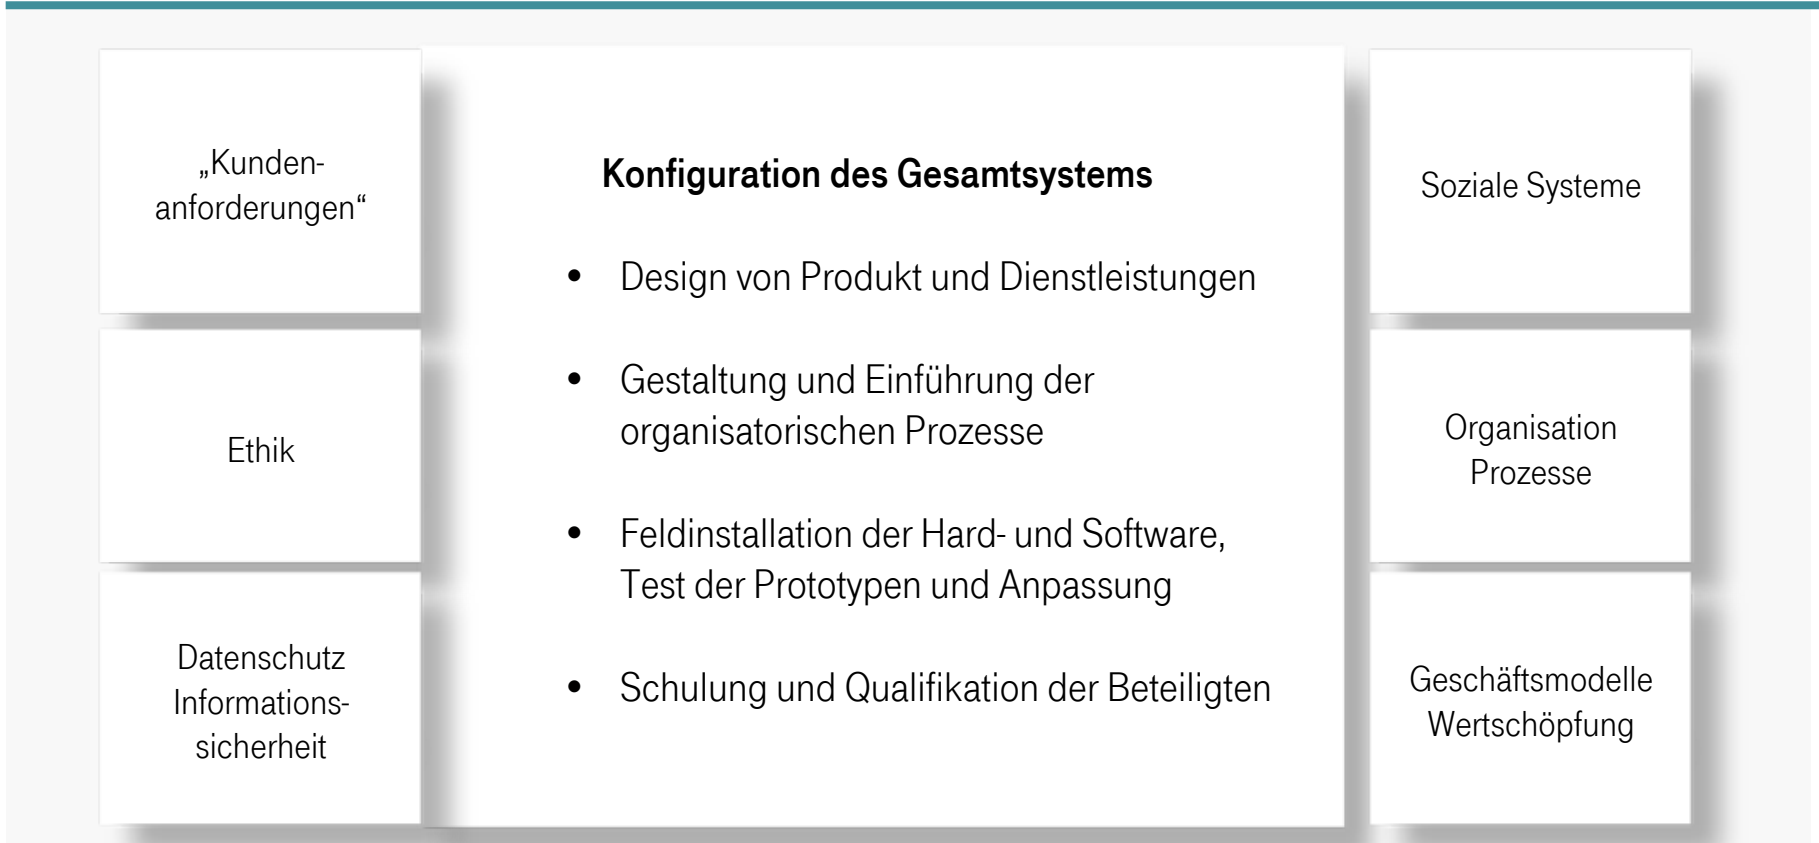 „Kunden-
anforderungen“
Ethik
Datenschutz
Informations-
sicherheit
Konfiguration des Gesamtsystems
• Design von Produkt und Dienstleistungen
• Gestaltung und Einführung der
organisatorischen Prozesse
• Feldinstallation der Hard- und Software,
Test der Prototypen und Anpassung
• Schulung und Qualifikation der Beteiligten
Soziale Systeme
Organisation
Prozesse
Geschäftsmodelle
Wertschöpfung